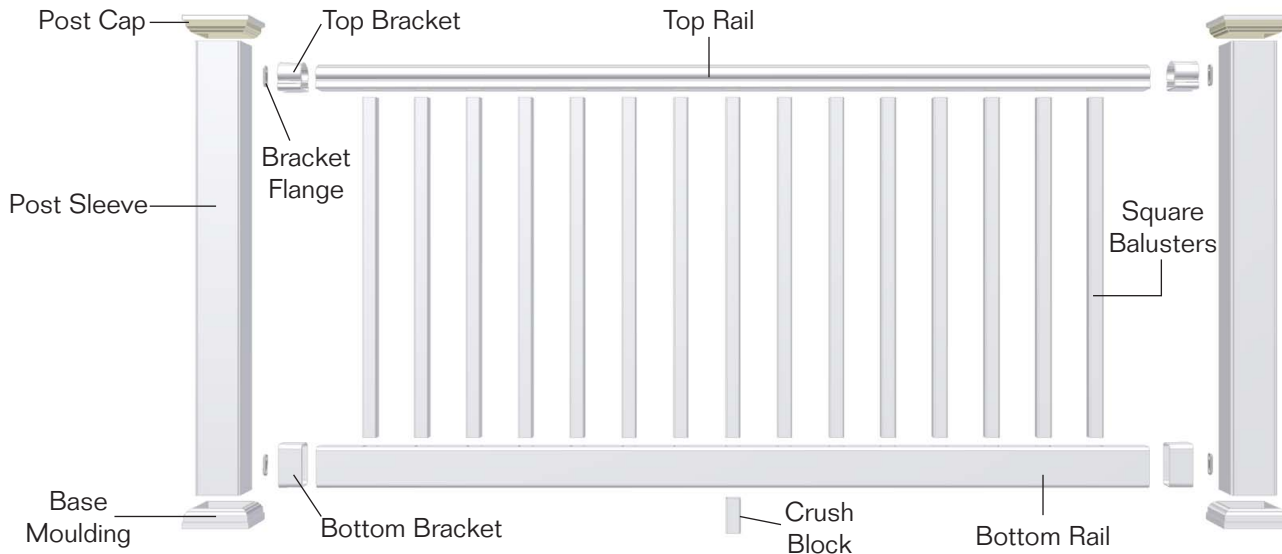 Post Cap
Top Bracket
Top Rail
Bracket
Flange
Post Sleeve
Square
Balusters
Base
Moulding
Bottom Bracket
Crush
Block
Bottom Rail